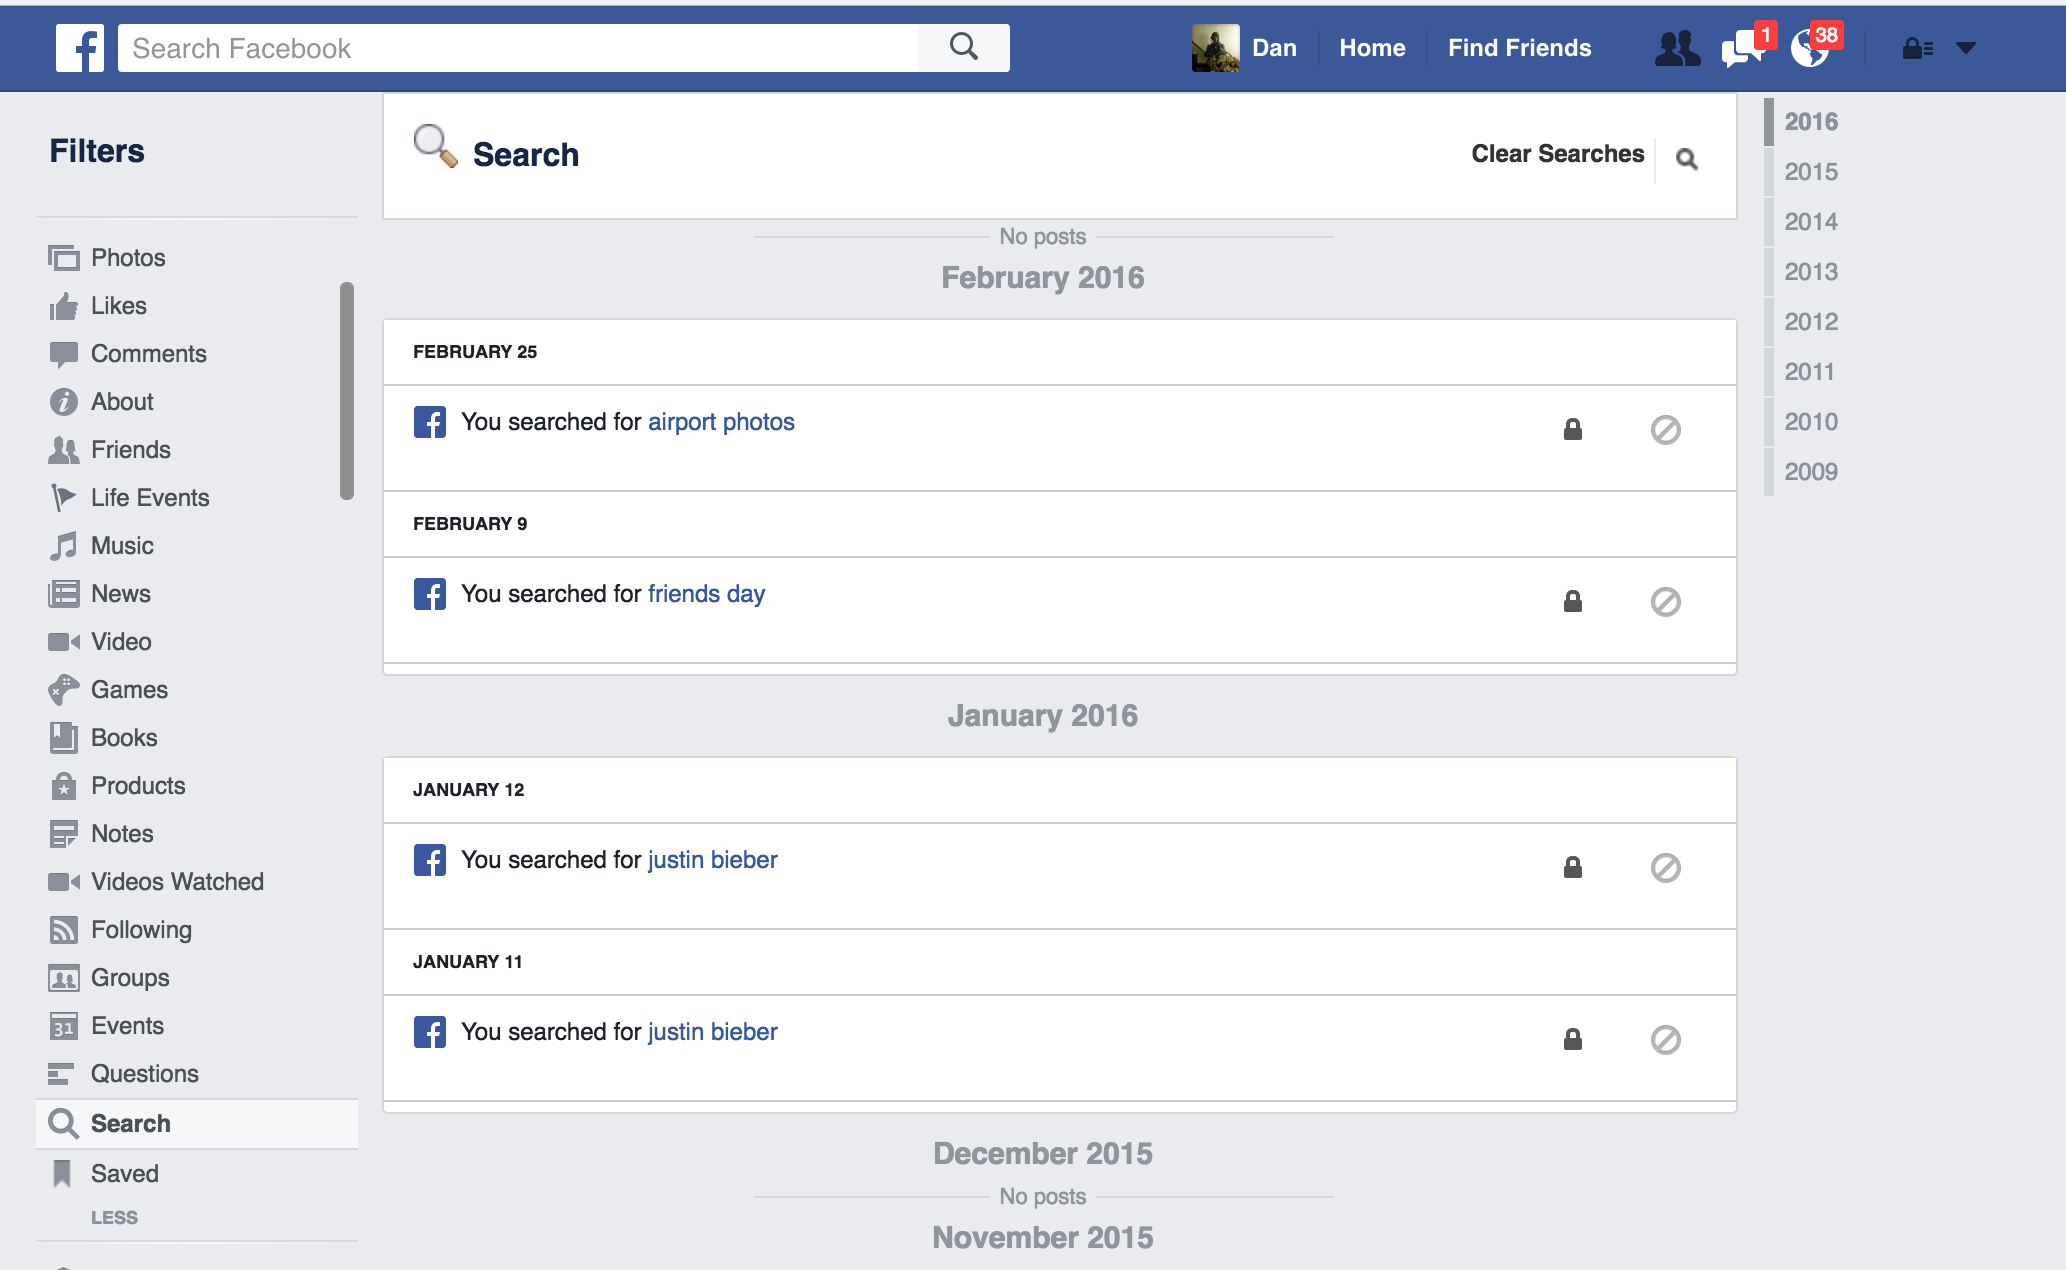 Search Facebook
Dan
Home
Find Friends
1
38
Filters
Photos
Likes
Comments
About
Friends
Life Events
Music
News
Video
Games
Books
Products
Notes
Videos Watched
Following
Groups
31
Events
Questions
Search
Saved
LESS
Search
Clear Searches
No posts
February 2016
FEBRUARY 25
You searched for airport photos
FEBRUARY 9
You searched for friends day
January 2016
JANUARY 12
You searched for justin bieber
JANUARY 11
You searched for justin bieber
December 2015
No posts
November 2015
2016
2015
2014
2013
2012
2011
2010
2009